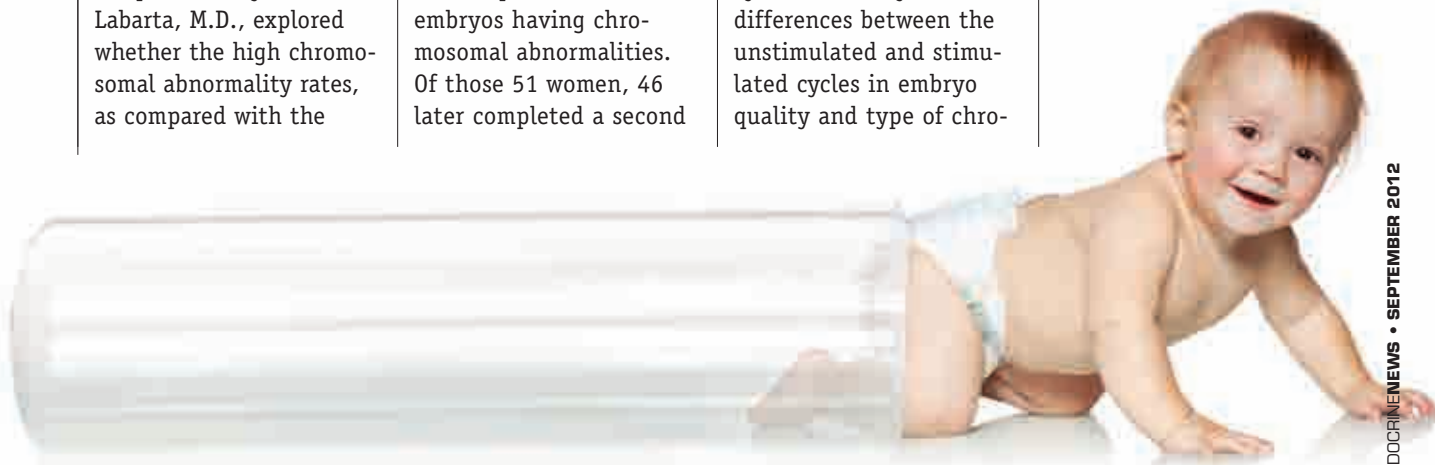 Labarta, M.D., explored
whether the high chromo-
somal abnormality rates,
as compared with the
embryos having chro-
mosomal abnormalities.
Of those 51 women, 46
later completed a second
differences between the
unstimulated and stimu-
lated cycles in embryo
quality and type of chro-
DOCRINENEWS • SEPTEMBER 2012